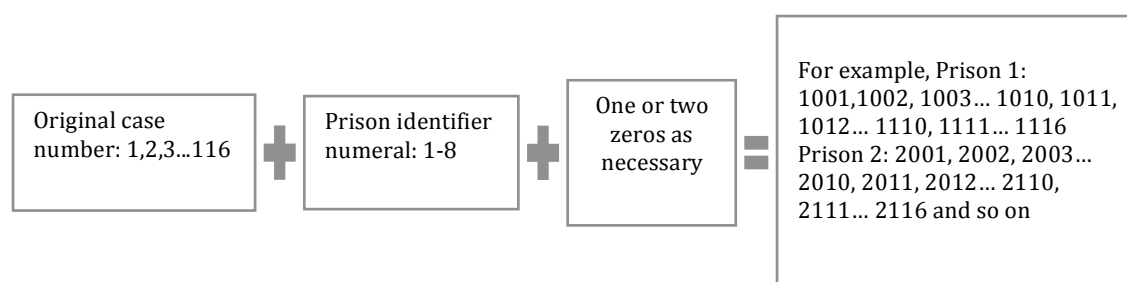 Original case
number: 1,2,3...116
Prison identifier
numeral: 1-8
One or two
zeros as
necessary
For example, Prison 1:
1001,1002, 1003... 1010, 1011,
1012... 1110, 1111... 1116
Prison 2: 2001, 2002, 2003...
2010, 2011, 2012... 2110,
2111... 2116 and so on